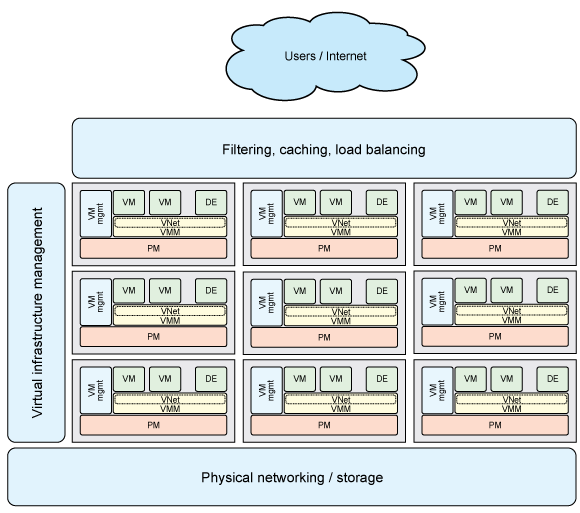 Users / Internet
Filtering, caching, load balancing
Virtual infrastructure management
VM mgmt
VM
VM
DE
VNet
VMM
PM
VM mgmt
VM
VM
DE
VNet
VMM
PM
VM mgmt
VM
VM
DE
VNet
VMM
PM
VM mgmt
VM
VM
DE
VNet
VMM
PM
VM mgmt
VM
VM
DE
VNet
VMM
PM
VM mgmt
VM
VM
DE
VNet
VMM
PM
VM mgmt
VM
VM
DE
VNet
VMM
PM
VM mgmt
VM
VM
DE
VNet
VMM
PM
VM mgmt
VM
VM
DE
VNet
VMM
PM
Physical networking / storage